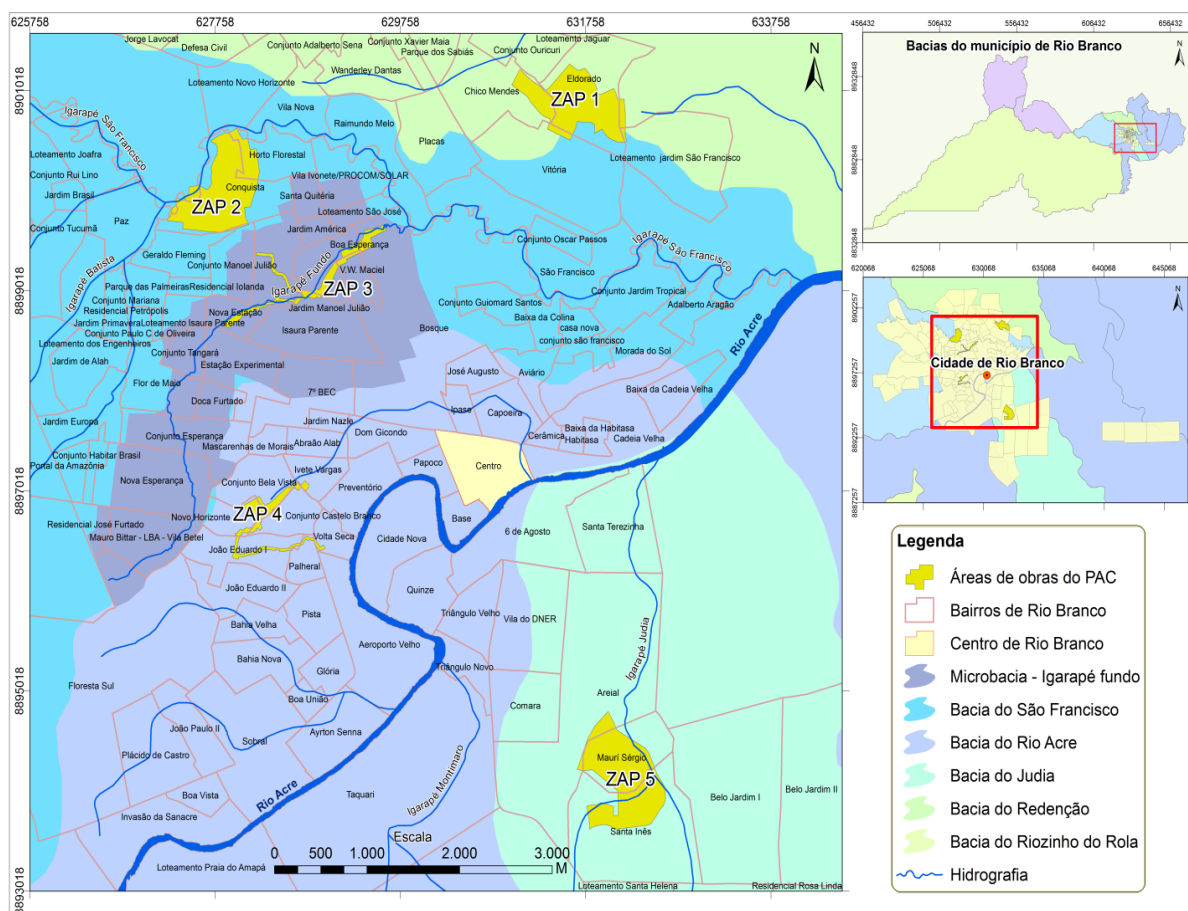 625758 627758 629758 631758 633758
8901018
8899018
8897018
8895018
8893018
N
Jorge Lavocat
Defesa Civil
Conjunto Adalberto Sena
Conjunto Xavier Maia
Parque dos Sabiás
Loteamento Jaguar
Conjunto Ouricuri
Wanderley Dantas
Loteamento Novo Horizonte
Eldorado
Chico Mendes
ZAP 1
Vila Nova
Raimundo Melo
Placas
Igarapé São Francisco
Loteamento Joafra
Horto Florestal
Vitória
Loteamento jardim São Francisco
Conjunto Rui Lino
Vila Ivonete/PROCOM/SOLAR
Conquista
Santa Quitéria
Jardim Brasil
ZAP 2
Paz
Loteamento São José
Conjunto Tucumã
Jardim América
Boa Esperança
Conjunto Oscar Passos
Igarapé São Francisco
Igarapé Batista
Geraldo Fleming
Conjunto Manoel Julião
Igarapé Fundo
V.W. Maciel
São Francisco
Parque das Palmeiras
Residencial Iolanda
ZAP 3
Conjunto Jardim Tropical
Conjunto Mariana
Residencial Petrópolis
Nova Estação
Jardim Manoel Julião
Conjunto Guiomard Santos
Adalberto Aragão
Jardim Primavera
Loteamento Isaura Parente
Baixa da Colina
Conjunto Paulo C de Oliveira
Isaura Parente
Bosque
casa nova
Loteamento dos Engenheiros
conjunto são francisco
Rio Acre
Conjunto Tangará
Morada do Sol
Jardim de Alah
Estação Experimental
José Augusto
Aviário
Flor de Maio
7º BEC
Baixa da Cadeia Velha
Doca Furtado
Ipase
Capoeira
Jardim Europa
Jardim Nazle
Baixa da Habitasa
Conjunto Esperança
Dom Gicondo
Cerâmica
Habitasa
Cadeia Velha
Mascarenhas de Morais
Abraão Alab
Conjunto Habitar Brasil
Portal da Amazônia
Ivete Vargas
Papoco
Centro
Nova Esperança
Conjunto Bela Vista
Preventório
Novo Horizonte
ZAP 4
Conjunto Castelo Branco
Base
Residencial José Furtado
6 de Agosto
Santa Terezinha
Mauro Bittar - LBA - Vila Betel
Volta Seca
Cidade Nova
João Eduardo I
Palheral
João Eduardo II
Quinze
Pista
Triângulo Velho
Vila do DNER
Bahia Velha
Aeroporto Velho
Igarapé Judia
Bahia Nova
Triângulo Novo
Glória
Floresta Sul
Areial
Boa União
Comara
João Paulo II
Ayrton Senna
Sobral
Plácido de Castro
Igarapé Montimaro
Maurí Sérgio
ZAP 5
Boa Vista
Rio Acre
Taquari
Belo Jardim I
Belo Jardim II
Invasão da Sanacre
Santa Inês
Escala
0 500 1.000 2.000 3.000
M
Loteamento Praia do Amapá
Loteamento Santa Helena
Residencial Rosa Linda
456432 506432 556432 606432 656432
Bacias do município de Rio Branco
N
8932848
8882848
8832848
620068 625068 630068 635068 640068 645068
N
8902257
8897257
8892257
8887257
Cidade de Rio Branco
Legenda
Áreas de obras do PAC
Bairros de Rio Branco
Centro de Rio Branco
Microbacia - Igarapé fundo
Bacia do São Francisco
Bacia do Rio Acre
Bacia do Judia
Bacia do Redenção
Bacia do Riozinho do Rola
Hidrografia